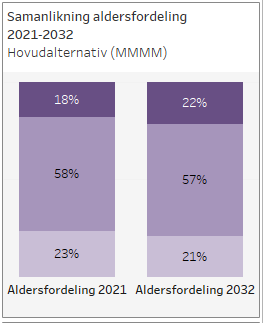 Samanlikning aldersfordeling
2021-2032
Hovudalternativ (MMMM)
18% 22%
58% 57%
23% 21%
Aldersfordeling 2021 Aldersfordeling 2032